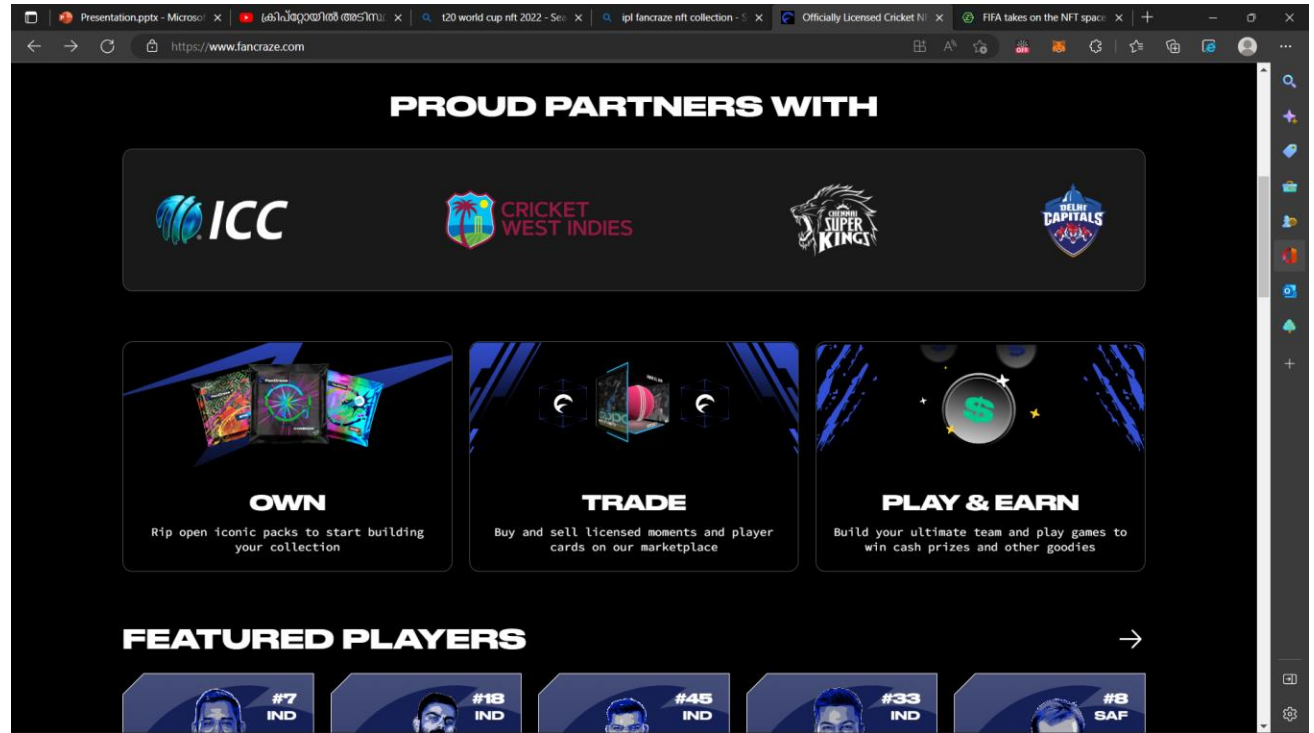 Presentation.pptx - Microsof
ക്രിപ്റ്റോയിൽ അടിസ്ഥ
t20 world cup nft 2022 - Sea
ipl fancraze nft collection - S
Officially Licensed Cricket NF
FIFA takes on the NFT space
https://www.fancraze.com
OFF
PROUD PARTNERS WITH
ICC
CRICKET
WEST INDIES
CHENNAI
SUPER
KINGS
DELHI
CAPITALS
OWN
Rip open iconic packs to start building
your collection
TRADE
Buy and sell licensed moments and player
cards on our marketplace
PLAY & EARN
Build your ultimate team and play games to
win cash prizes and other goodies
FEATURED PLAYERS
#7
IND
#18
IND
#45
IND
#33
IND
#8
SAF